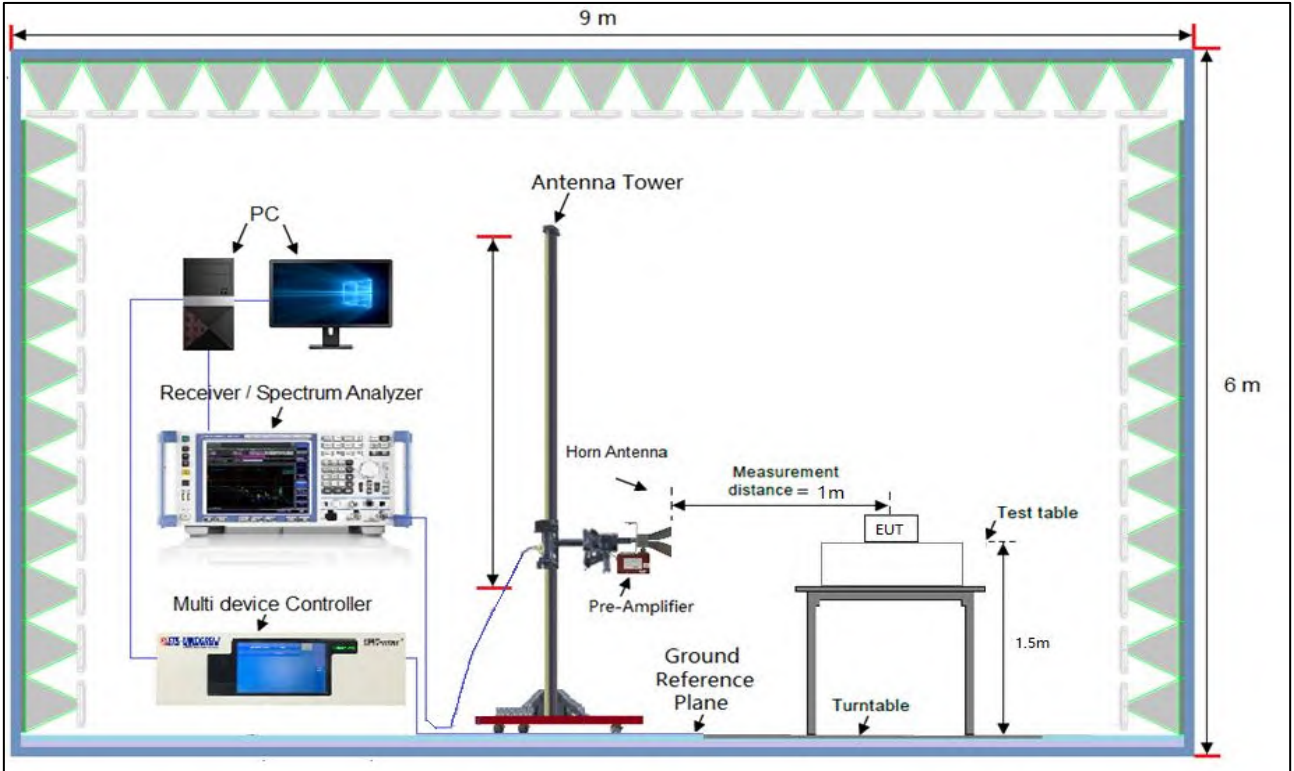 9 m
Antenna Tower
PC
6 m
Receiver / Spectrum Analyzer
Horn Antenna
Measurement
distance = 1m
EUT
Test table
Pre-Amplifier
Multi device Controller
1.5m
Ground
Reference
Plane
Turntable